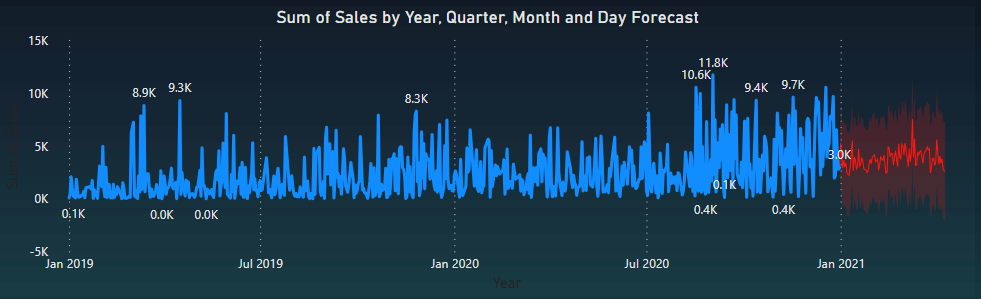 Sum of Sales by Year, Quarter, Month and Day Forecast
15K
11.8K
10.6K
10K
9.7K
9.4K
9.3K
8.9K
8.3K
5K
3.0K
0K
0.1K
0.1K
0.0K
0.0K
0.4K
0.4K
-5K
Jan 2019
Jul 2019
Jan 2020
Jul 2020
Jan 2021
Year